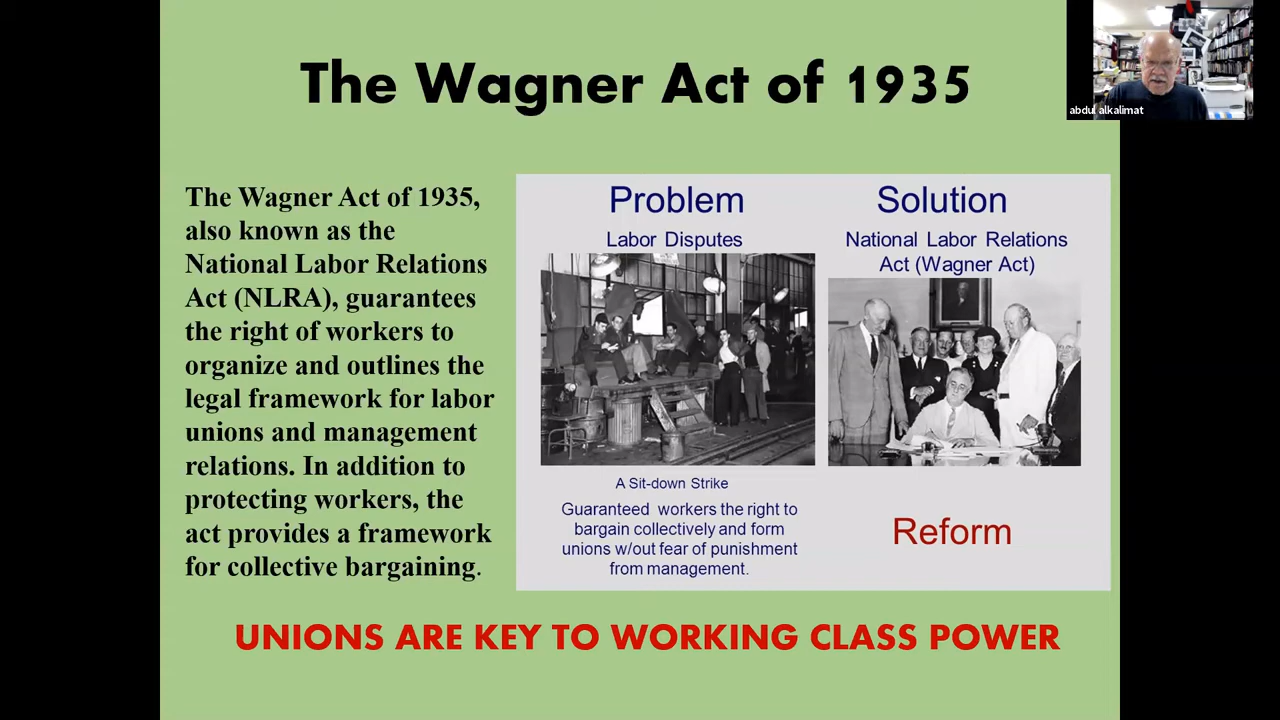 The Wagner Act of 1935
abdul alkalimat
The Wagner Act of 1935,
also known as the
National Labor Relations
Act (NLRA), guarantees
the right of workers to
organize and outlines the
legal framework for labor
unions and management
relations. In addition to
protecting workers, the
act provides a framework
for collective bargaining.
Problem
Labor Disputes
A Sit-down Strike
Guaranteed workers the right to
bargain collectively and form
unions w/out fear of punishment
from management.
Solution
National Labor Relations
Act (Wagner Act)
Reform
UNIONS ARE KEY TO WORKING CLASS POWER